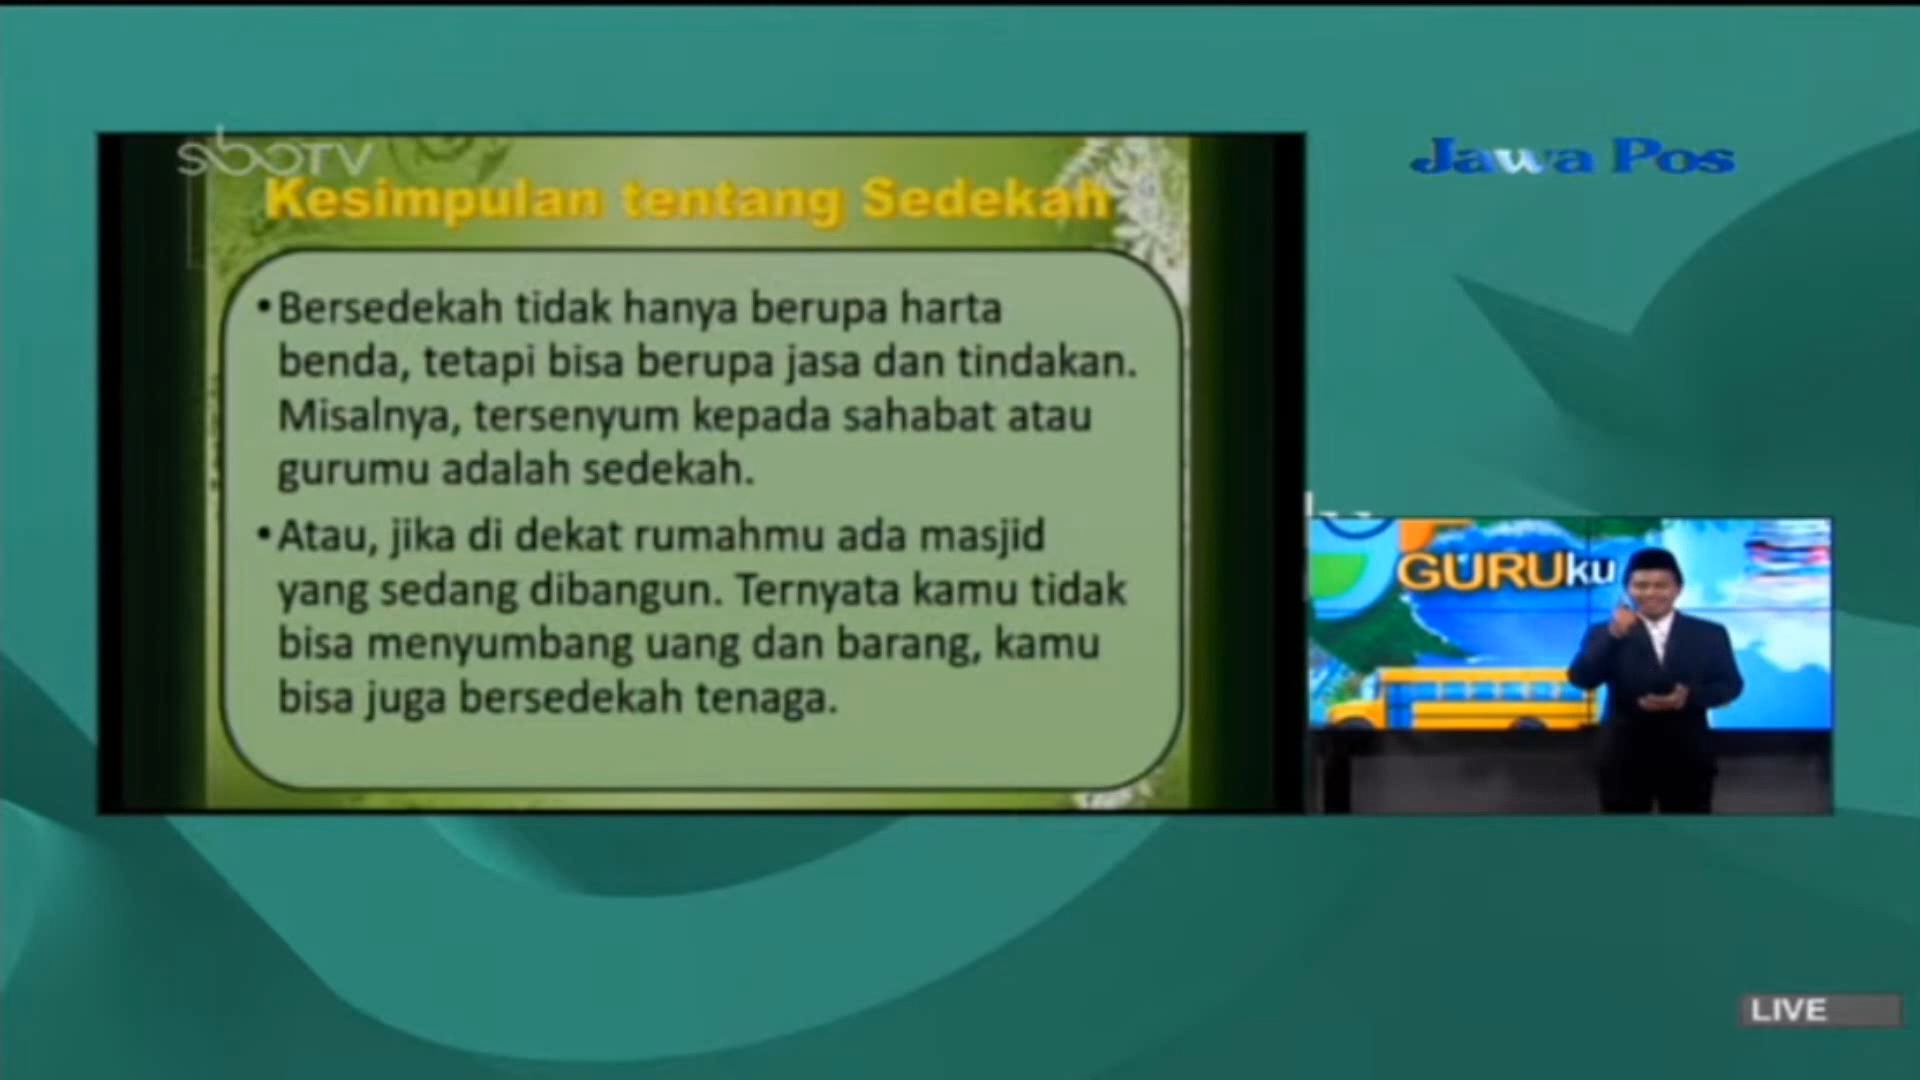 sboTV
Jawa Pos
Kesimpulan tentang Sedekah
•Bersedekah tidak hanya berupa harta
benda, tetapi bisa berupa jasa dan tindakan.
Misalnya, tersenyum kepada sahabat atau
gurumu adalah sedekah.
•Atau, jika di dekat rumahmu ada masjid
yang sedang dibangun. Ternyata kamu tidak
bisa menyumbang uang dan barang, kamu
bisa juga bersedekah tenaga.
GURUku
LIVE